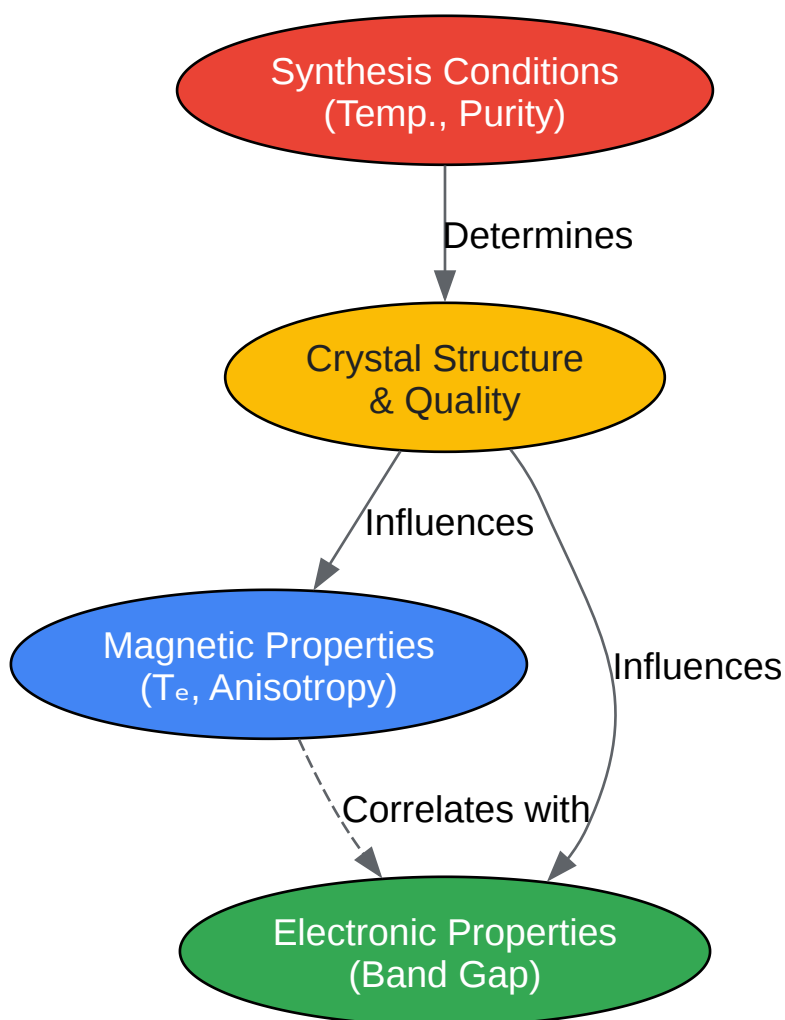 Synthesis Conditions
(Temp., Purity)
Determines
Crystal Structure
& Quality
Influences
Magnetic Properties
(Tₑ, Anisotropy)
Influences
Correlates with
Electronic Properties
(Band Gap)